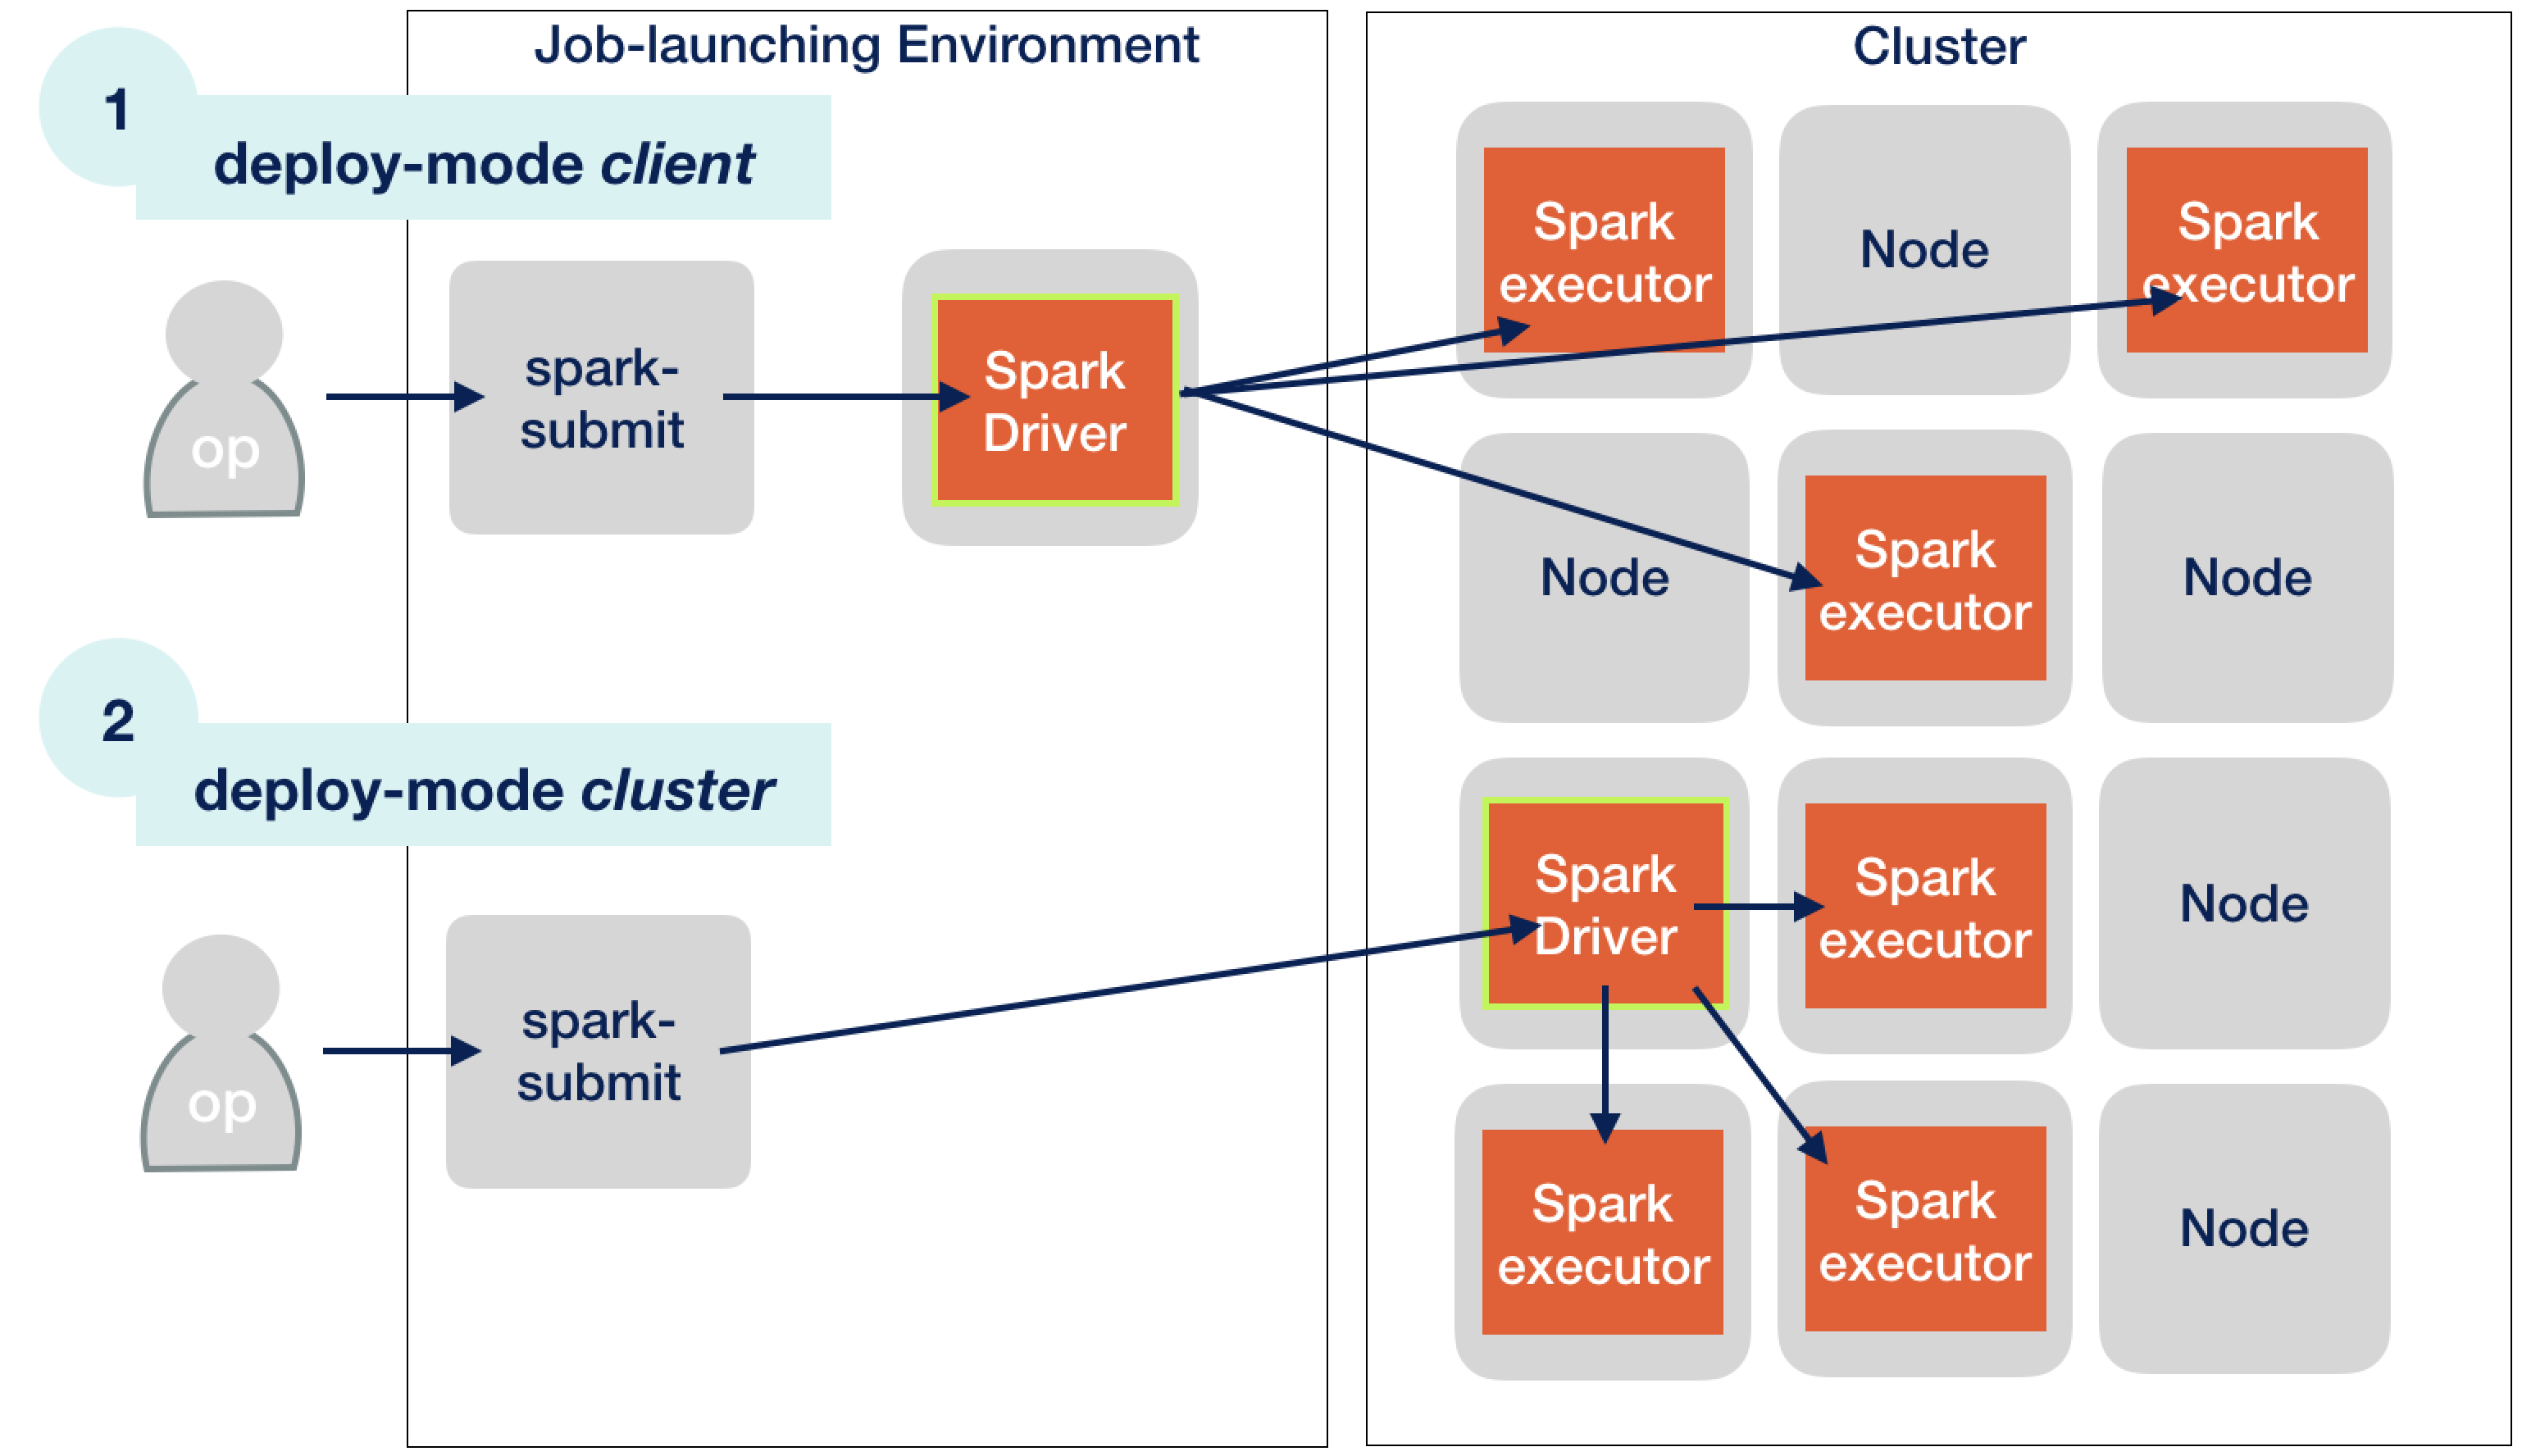 Job-launching Environment
Cluster
1
deploy-mode client
op
spark-
submit
Spark
Driver
Spark
executor
Node
Spark
executor
Node
Spark
executor
Node
2
deploy-mode cluster
op
spark-
submit
Spark
Driver
Spark
executor
Node
Spark
executor
Spark
executor
Node